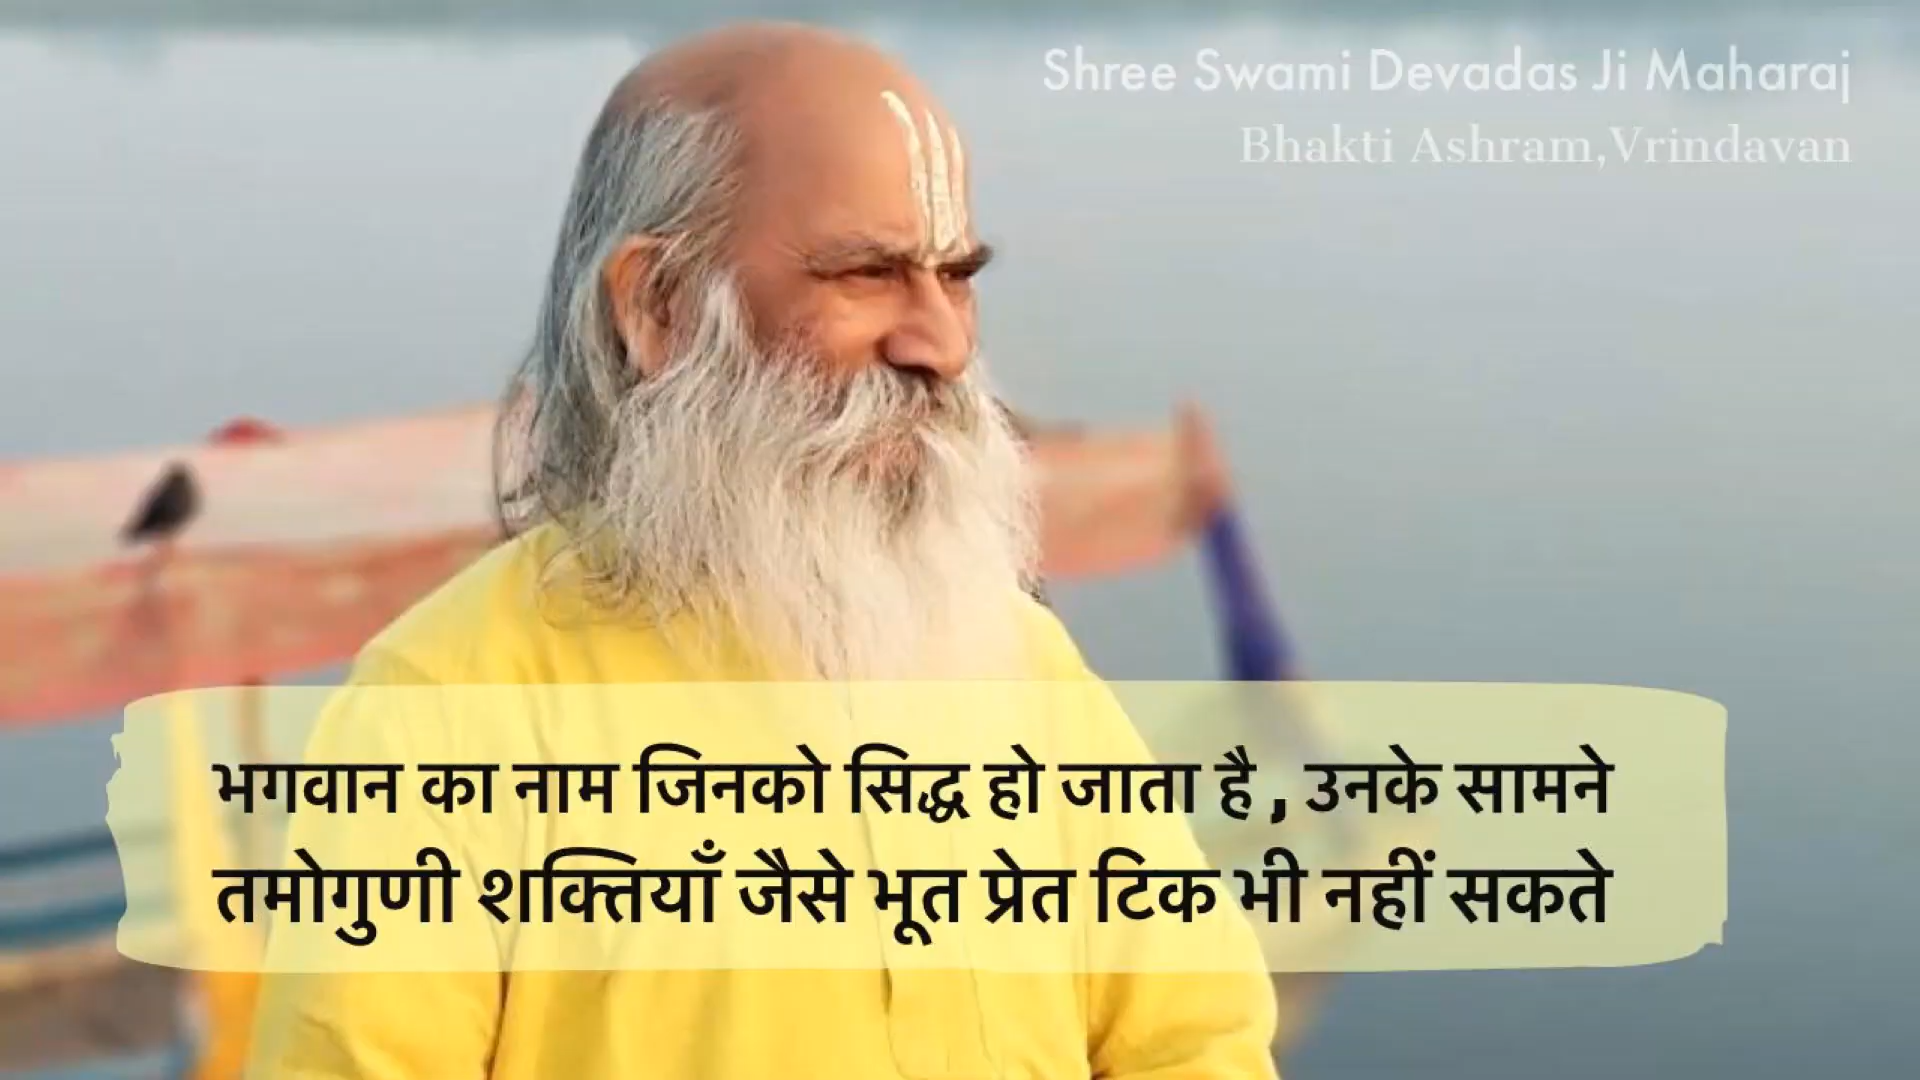 Shree Swami Devadas Ji Maharaj
Bhakti Ashram,Vrindavan
भगवान का नाम जिनको सिद्ध हो जाता है , उनके सामने
तमोगुणी शक्तियाँ जैसे भूत प्रेत टिक भी नहीं सकते